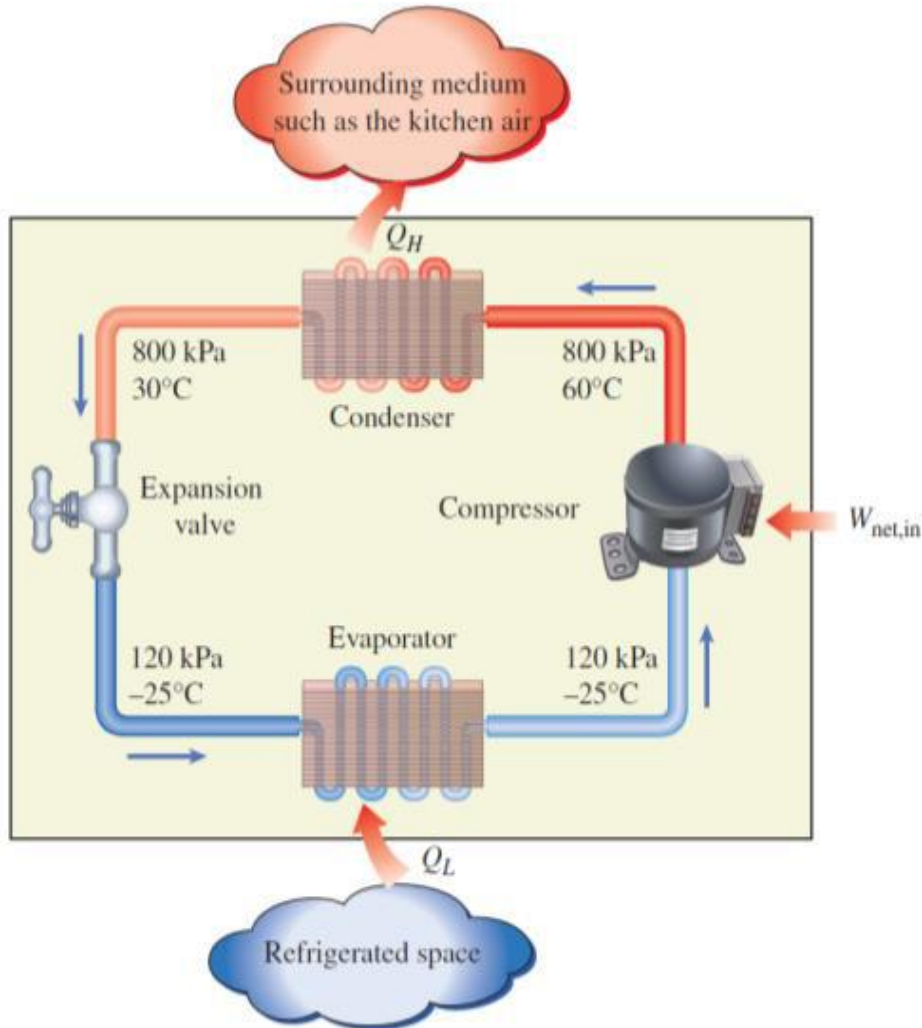 Surrounding medium
such as the kitchen air
Q_H
800 kPa
30°C
800 kPa
60°C
Condenser
Expansion
valve
Compressor
W_net,in
Evaporator
120 kPa
–25°C
120 kPa
–25°C
Q_L
Refrigerated space